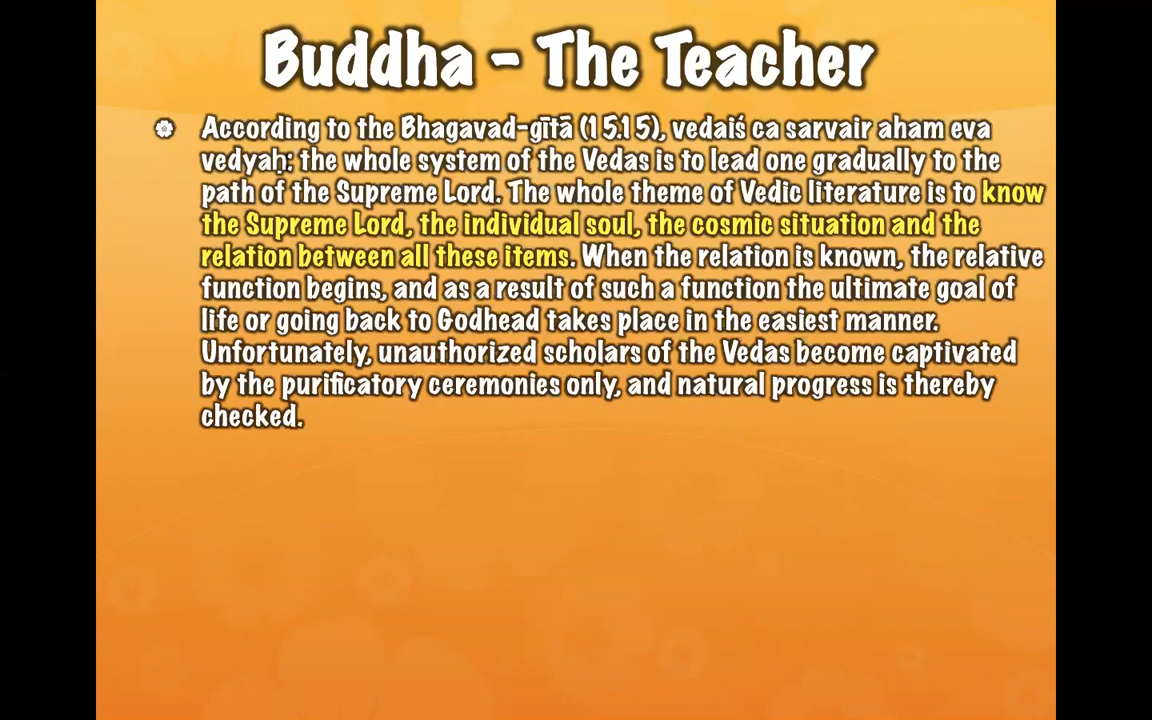 Buddha - The Teacher
According to the Bhagavad-gītā (15.15), vedaiś ca sarvair aham eva
vedyaḥ: the whole system of the Vedas is to lead one gradually to the
path of the Supreme Lord. The whole theme of Vedic literature is to know
the Supreme Lord, the individual soul, the cosmic situation and the
relation between all these items. When the relation is known, the relative
function begins, and as a result of such a function the ultimate goal of
life or going back to Godhead takes place in the easiest manner.
Unfortunately, unauthorized scholars of the Vedas become captivated
by the purificatory ceremonies only, and natural progress is thereby
checked.